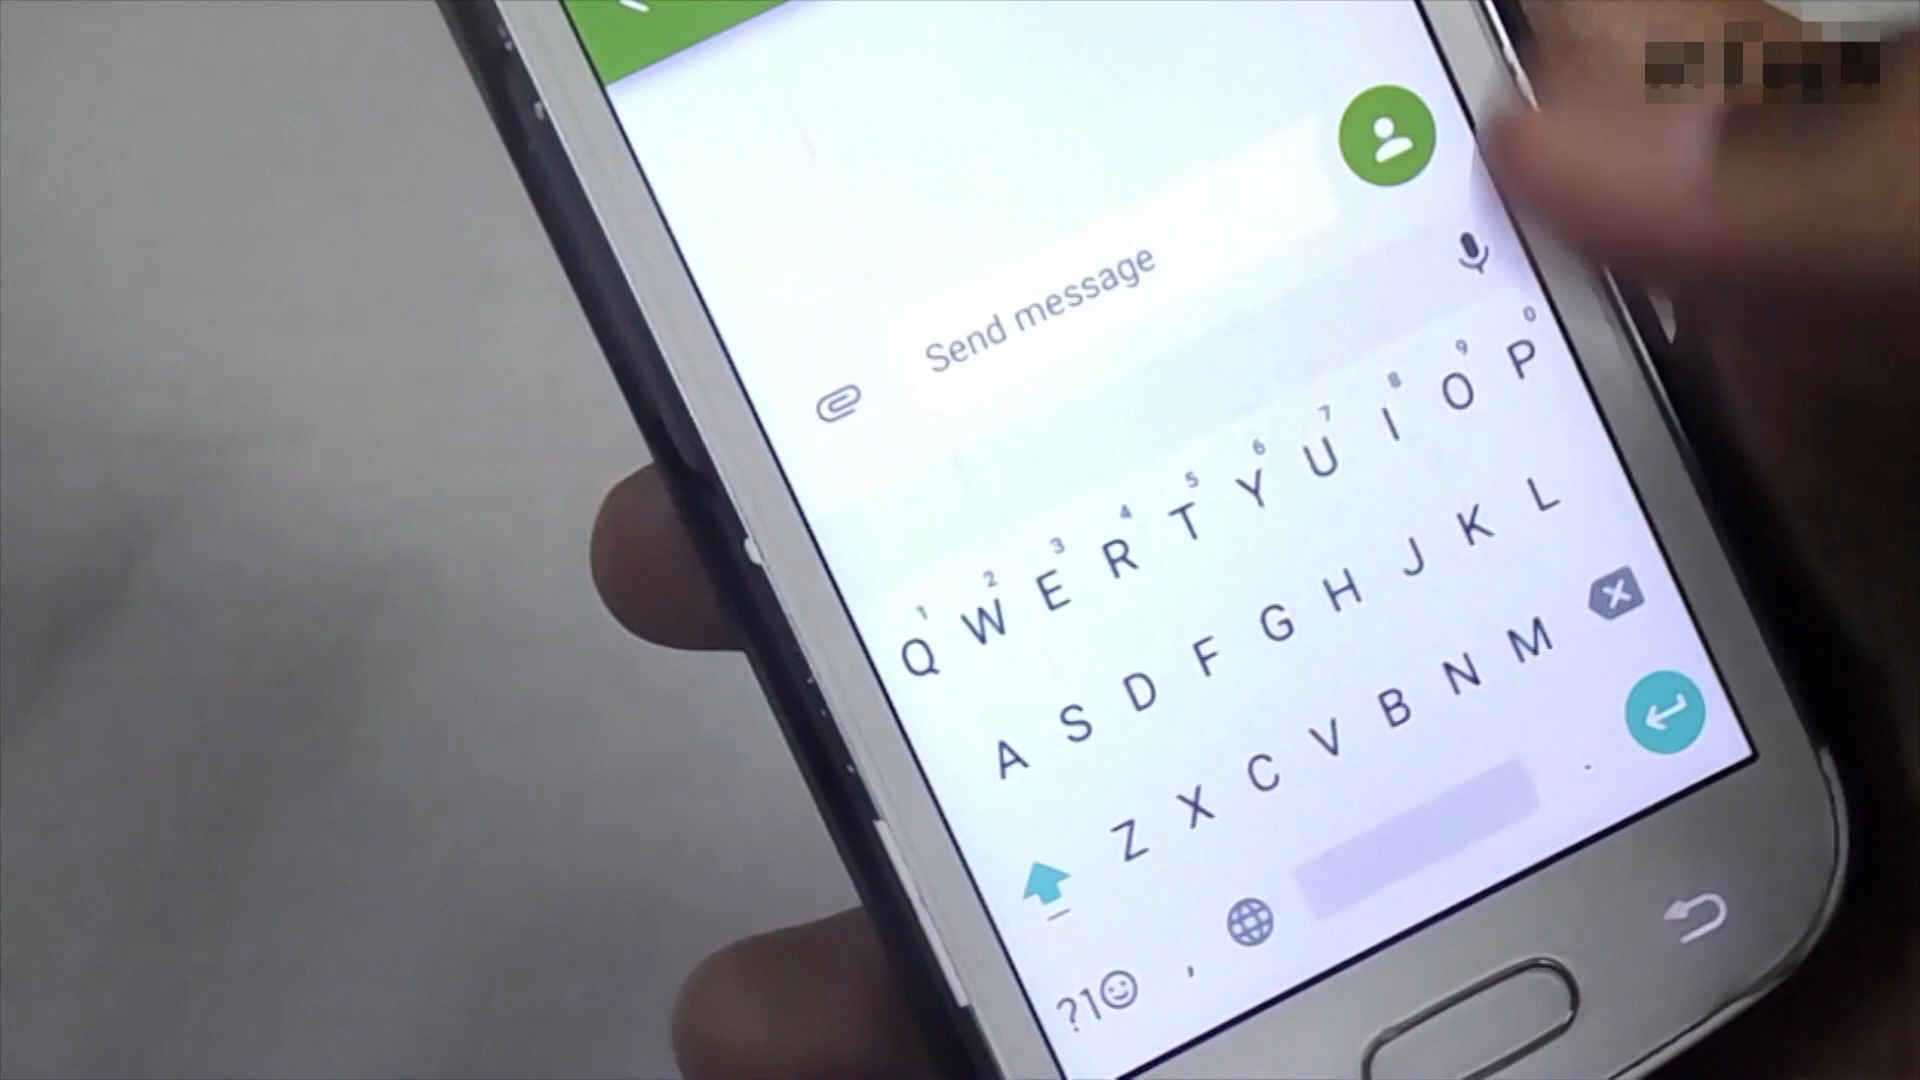 Send message
1 2 3 4 5 6 7 8 9 0
Q W E R T Y U I O P
A S D F G H J K L
Z X C V B N M
?1☺ , .